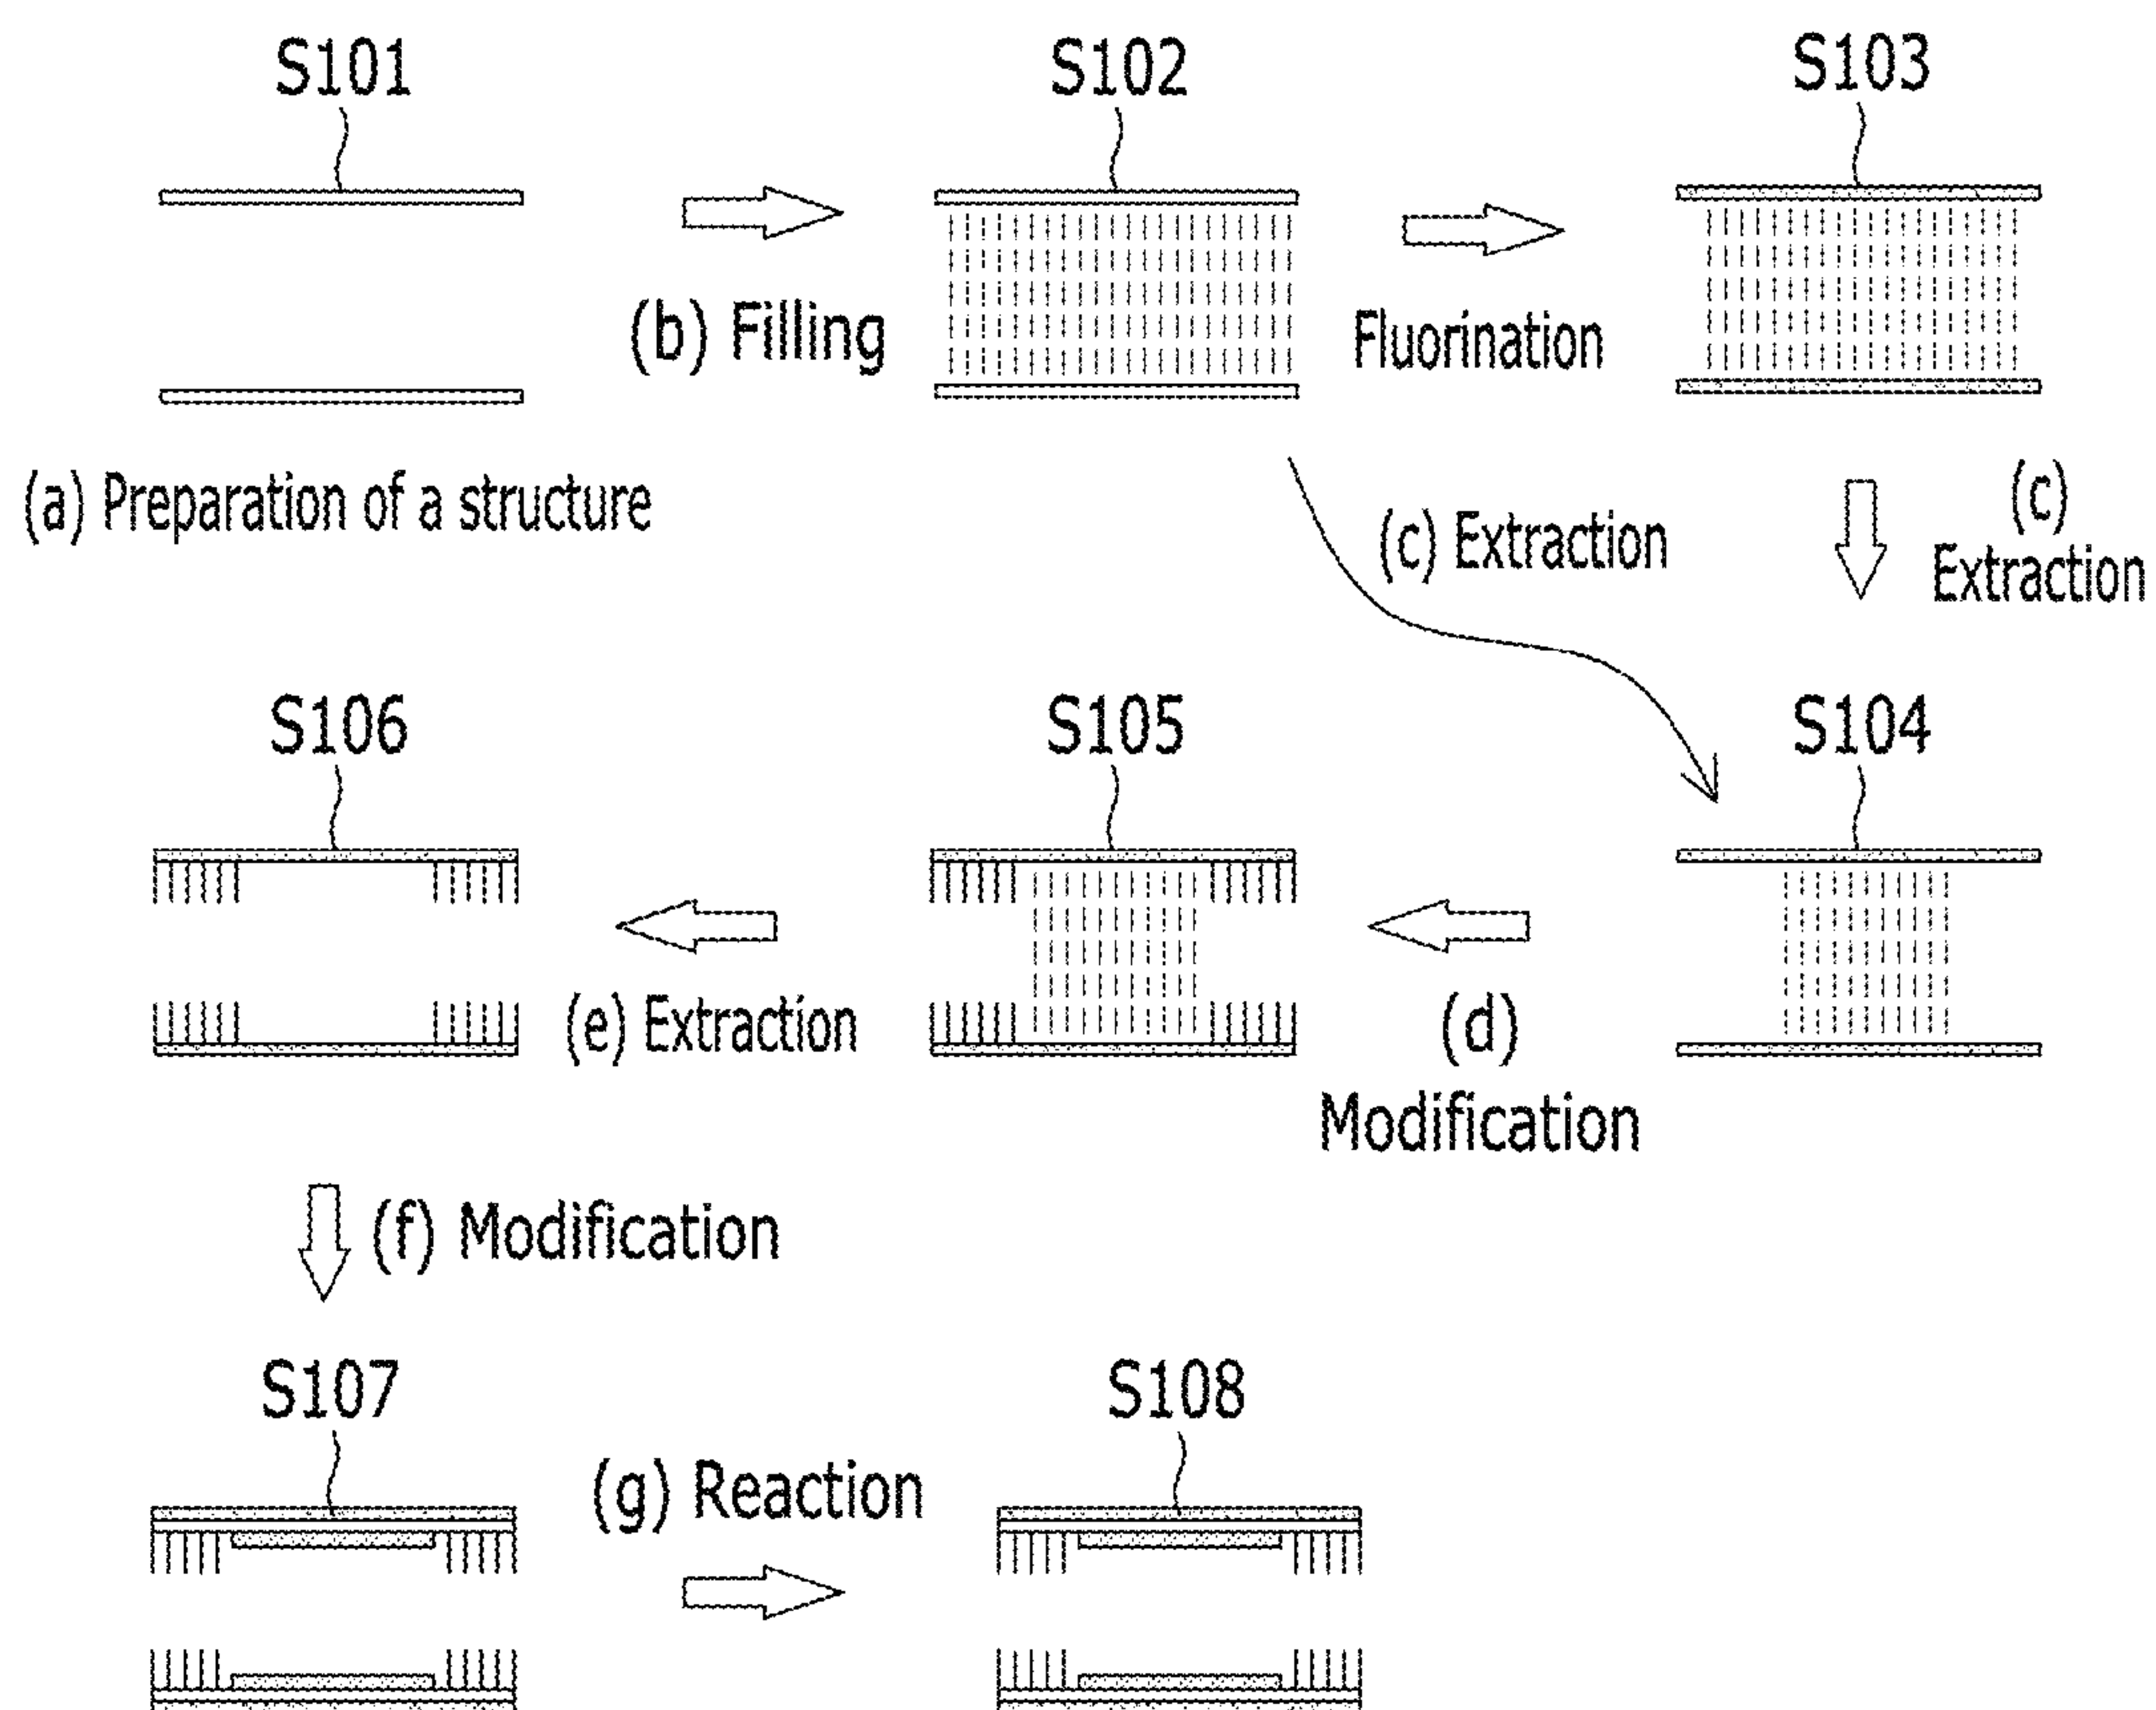 S101
S102
S103
(b) Filling
Fluorination
(a) Preparation of a structure
(c) Extraction
(c)
Extraction
S106
S105
S104
(e) Extraction
(d)
Modification
(f) Modification
S107
S108
(g) Reaction